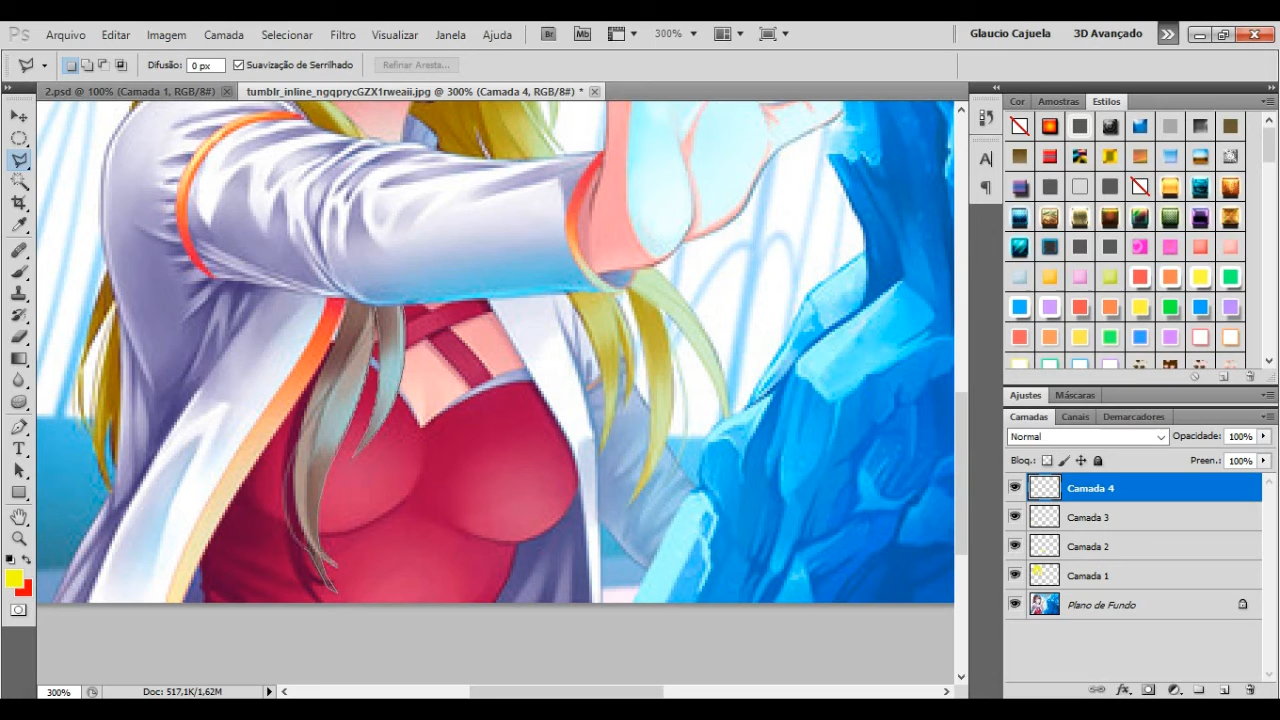 Ps Arquivo Editar Imagem Camada Selecionar Filtro Visualizar Janela Ajuda Br Mb 300% Glaucio Cajuela 3D Avançado
Difusão: 0 px Suavização de Serrilhado Refinar Aresta...
2.psd @ 100% (Camada 1, RGB/8#) tumblr_inline_ngqprycGZX1rweaii.jpg @ 300% (Camada 4, RGB/8#) *
Cor Amostras Estilos
Ajustes Máscaras
Camadas Canais Demarcadores
Normal Opacidade: 100%
Bloq.: Preen.: 100%
Camada 4
Camada 3
Camada 2
Camada 1
Plano de Fundo
300% Doc: 517,1K/1,62M